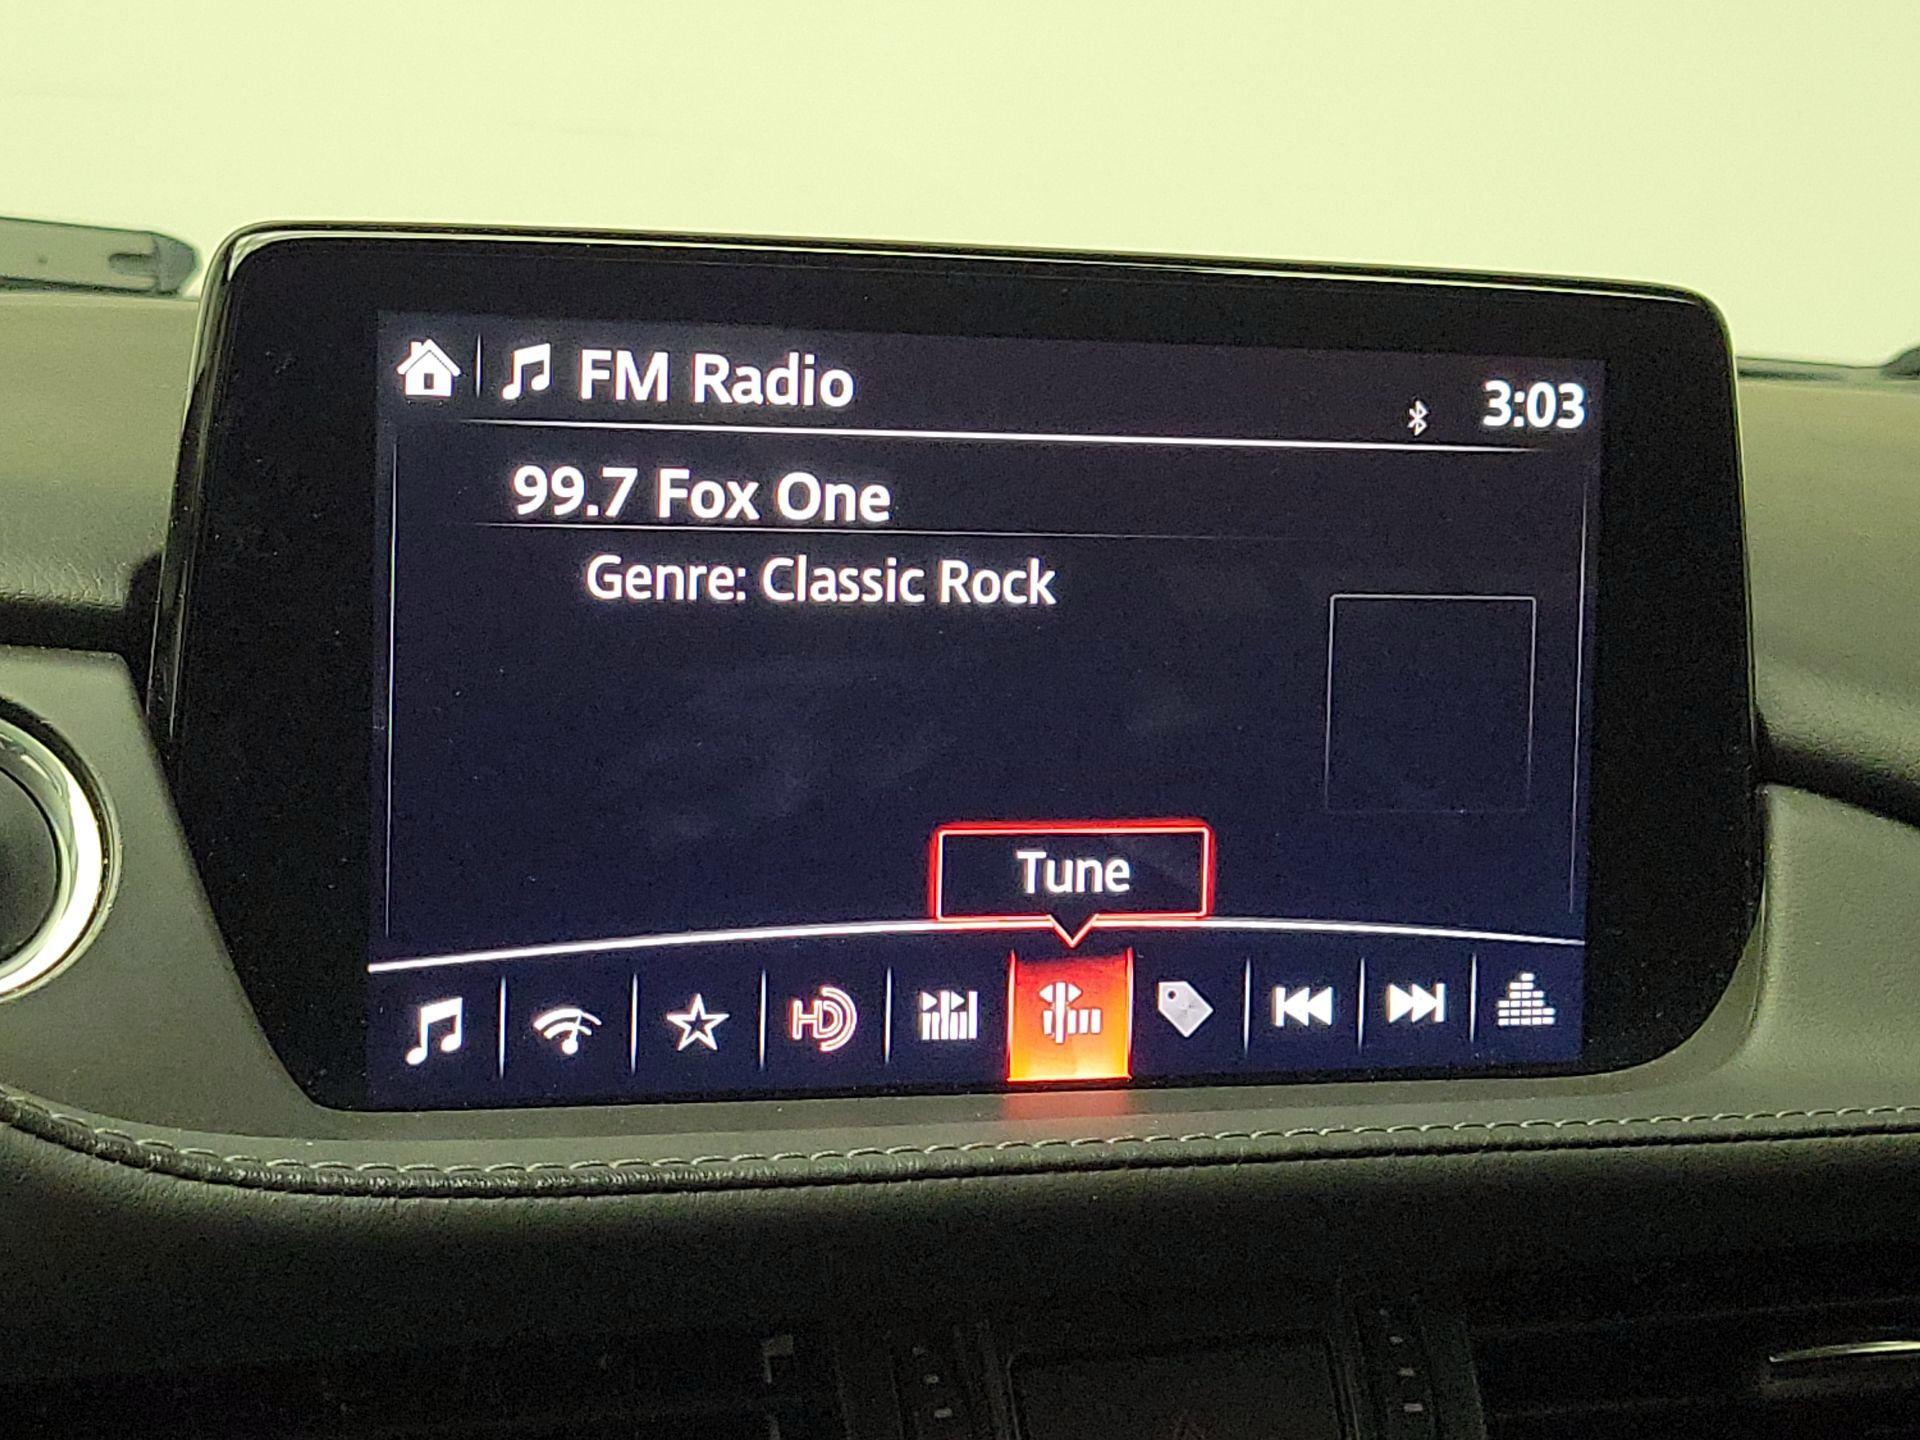 FM Radio
3:03
99.7 Fox One
Genre: Classic Rock
Tune
HD